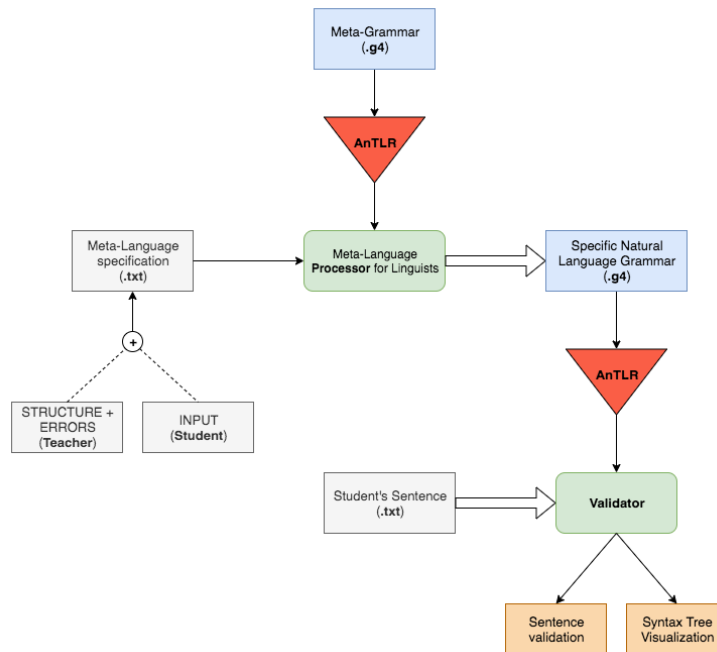 Meta-Grammar
(.g4)
AnTLR
Meta-Language
specification
(.txt)
Meta-Language
Processor for Linguists
Specific Natural
Language Grammar
(.g4)
+
AnTLR
STRUCTURE +
ERRORS
(Teacher)
INPUT
(Student)
Student's Sentence
(.txt)
Validator
Sentence
validation
Syntax Tree
Visualization